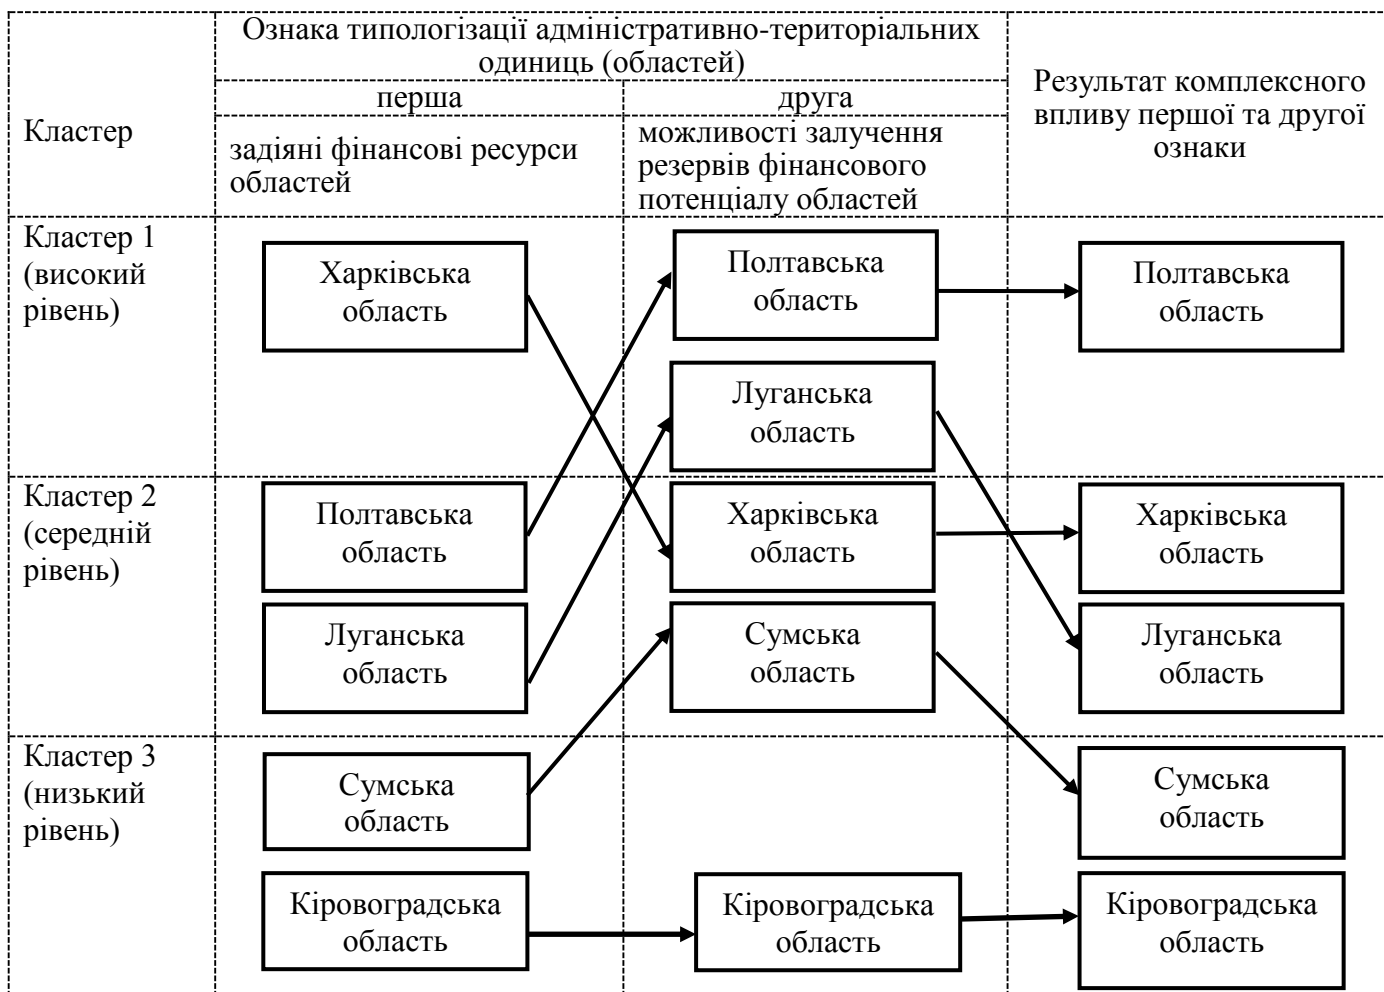 Кластер
Ознака типологізації адміністративно-територіальних
одиниць (областей)
перша
друга
задіяні фінансові ресурси
областей
можливості залучення
резервів фінансового
потенціалу областей
Результат комплексного
впливу першої та другої
ознаки
Кластер 1
(високий
рівень)
Харківська
область
Полтавська
область
Луганська
область
Полтавська
область
Кластер 2
(середній
рівень)
Полтавська
область
Луганська
область
Харківська
область
Сумська
область
Харківська
область
Луганська
область
Кластер 3
(низький
рівень)
Сумська
область
Кіровоградська
область
Кіровоградська
область
Сумська
область
Кіровоградська
область